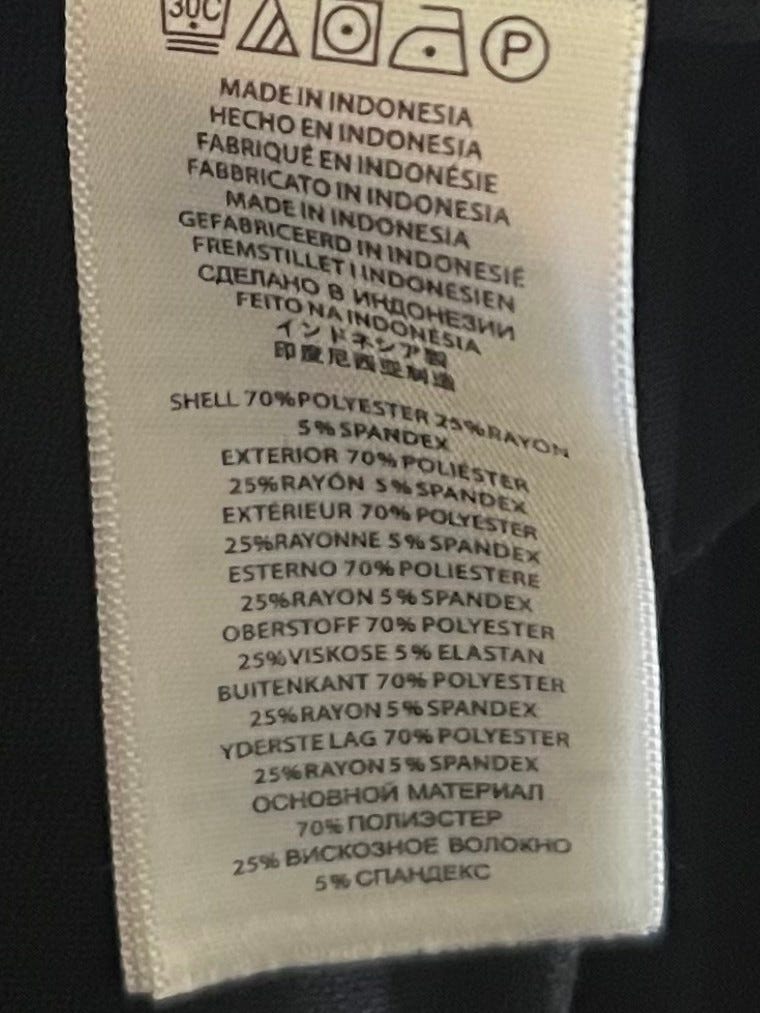 30C
P
MADE IN INDONESIA
HECHO EN INDONESIA
FABRIQUÉ EN INDONÉSIE
FABBRICATO IN INDONESIA
MADE IN INDONESIA
GEFABRICEERD IN INDONESIË
FREMSTILLET I INDONESIEN
СДЕЛАНО В ИНДОНЕЗИИ
FEITO NA INDONÉSIA
インドネシア製
印度尼西亚制造
SHELL 70%POLYESTER 25%RAYON
5%SPANDEX
EXTERIOR 70% POLIÉSTER
25%RAYÓN 5%SPANDEX
EXTÉRIEUR 70% POLYESTER
25%RAYONNE 5%SPANDEX
ESTERNO 70%POLIESTERE
25%RAYON 5%SPANDEX
OBERSTOFF 70% POLYESTER
25%VISKOSE 5% ELASTAN
BUITENKANT 70% POLYESTER
25%RAYON 5%SPANDEX
YDERSTE LAG 70% POLYESTER
25%RAYON 5%SPANDEX
ОСНОВНОЙ МАТЕРИАЛ
70% ПОЛИЭСТЕР
25% ВИСКОЗНОЕ ВОЛОКНО
5% СПАНДЕКС